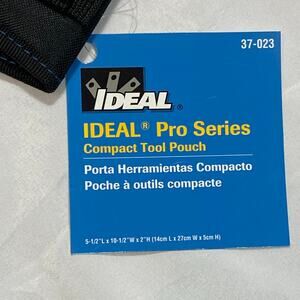 37-023
IDEAL®
IDEAL® Pro Series
Compact Tool Pouch
Porta Herramientas Compacto
Poche à outils compacte
5-1/2"L x 10-1/2"W x 2"H (14cm L x 27cm W x 5cm H)